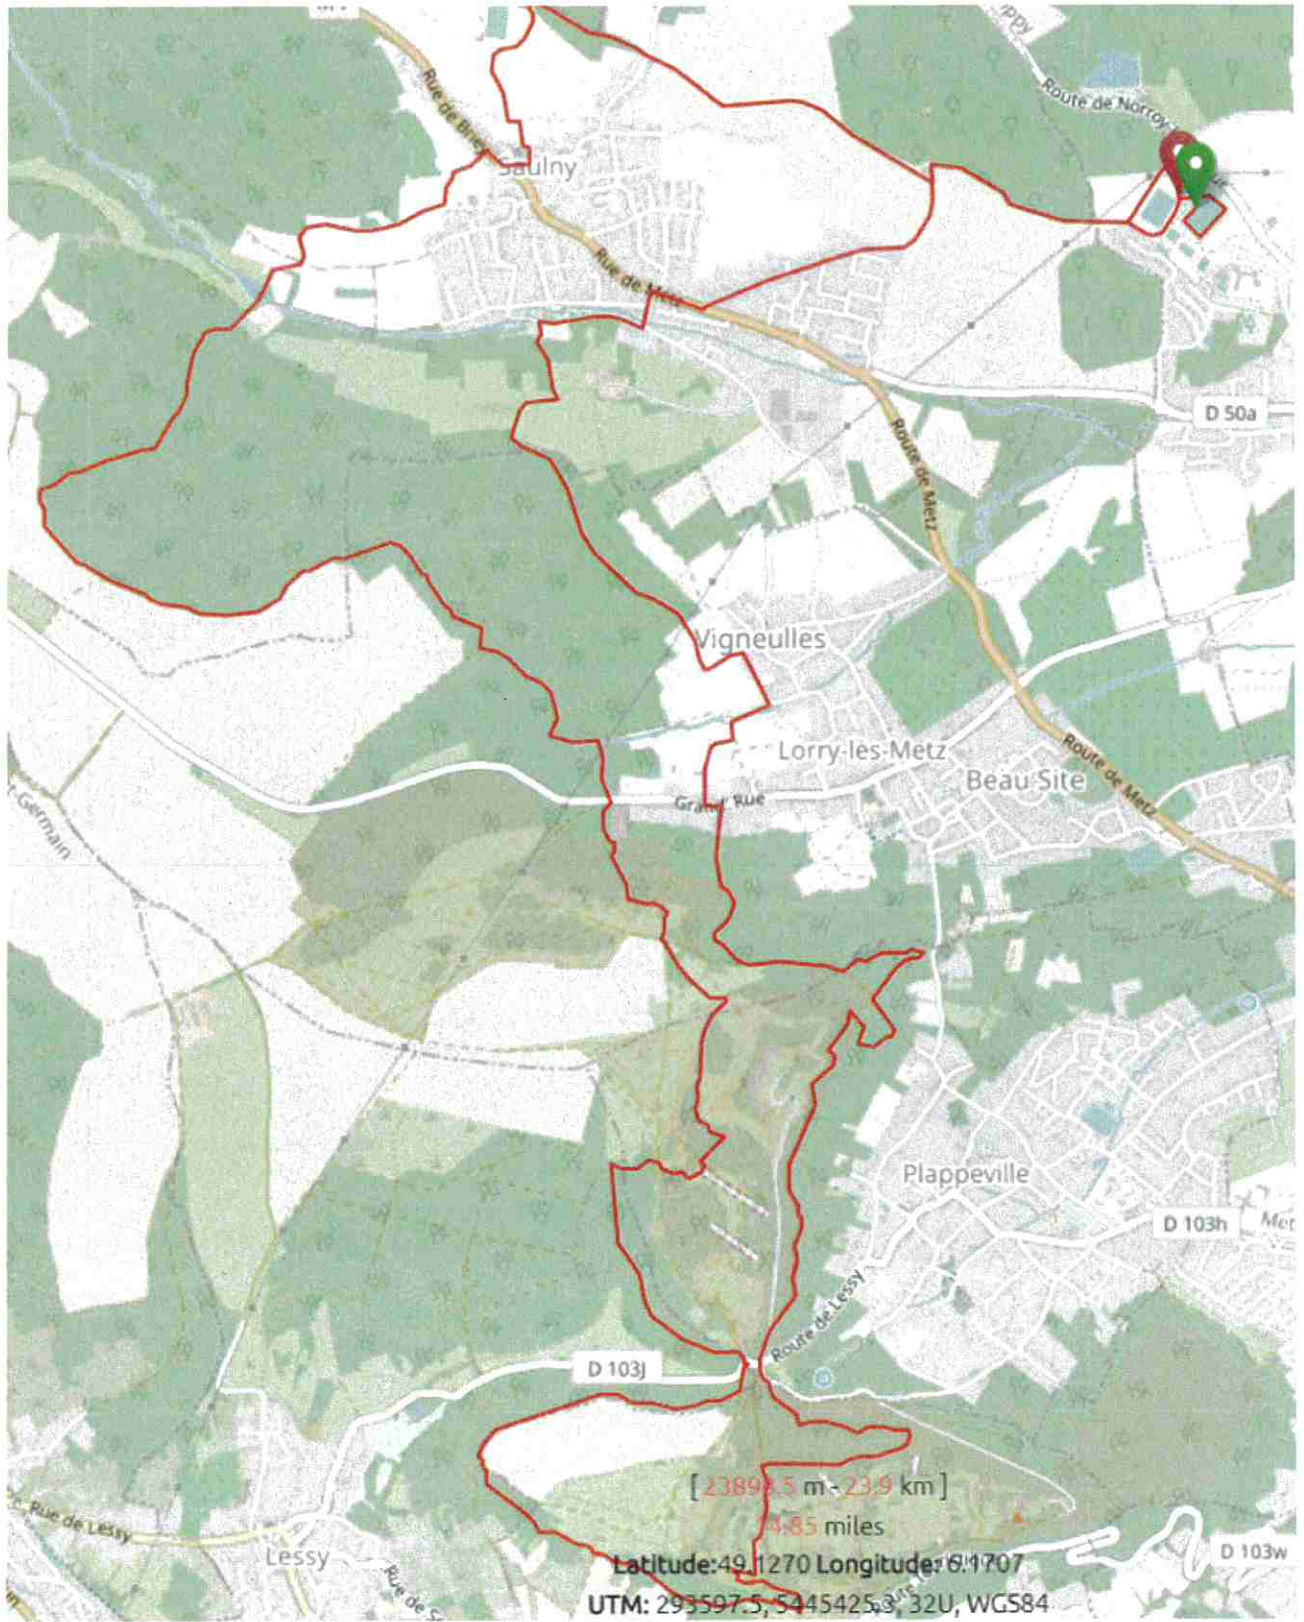 Route de Norroy
Rue de Briey
Saulny
Rue de Metz
D 50a
Route de Metz
Vigneulles
Lorry-lès-Metz
Beau Site
Route de Metz
Grand' Rue
t-Germain
Plappeville
D 103h
Met
Route de Lessy
D 103J
[ 23898.5 m - 23.9 km ]
14.85 miles
Rue de Lessy
Lessy
Latitude:49.1270 Longitude: 6.1707
D 103w
UTM: 293597.5, 5445425.3, 32U, WGS84